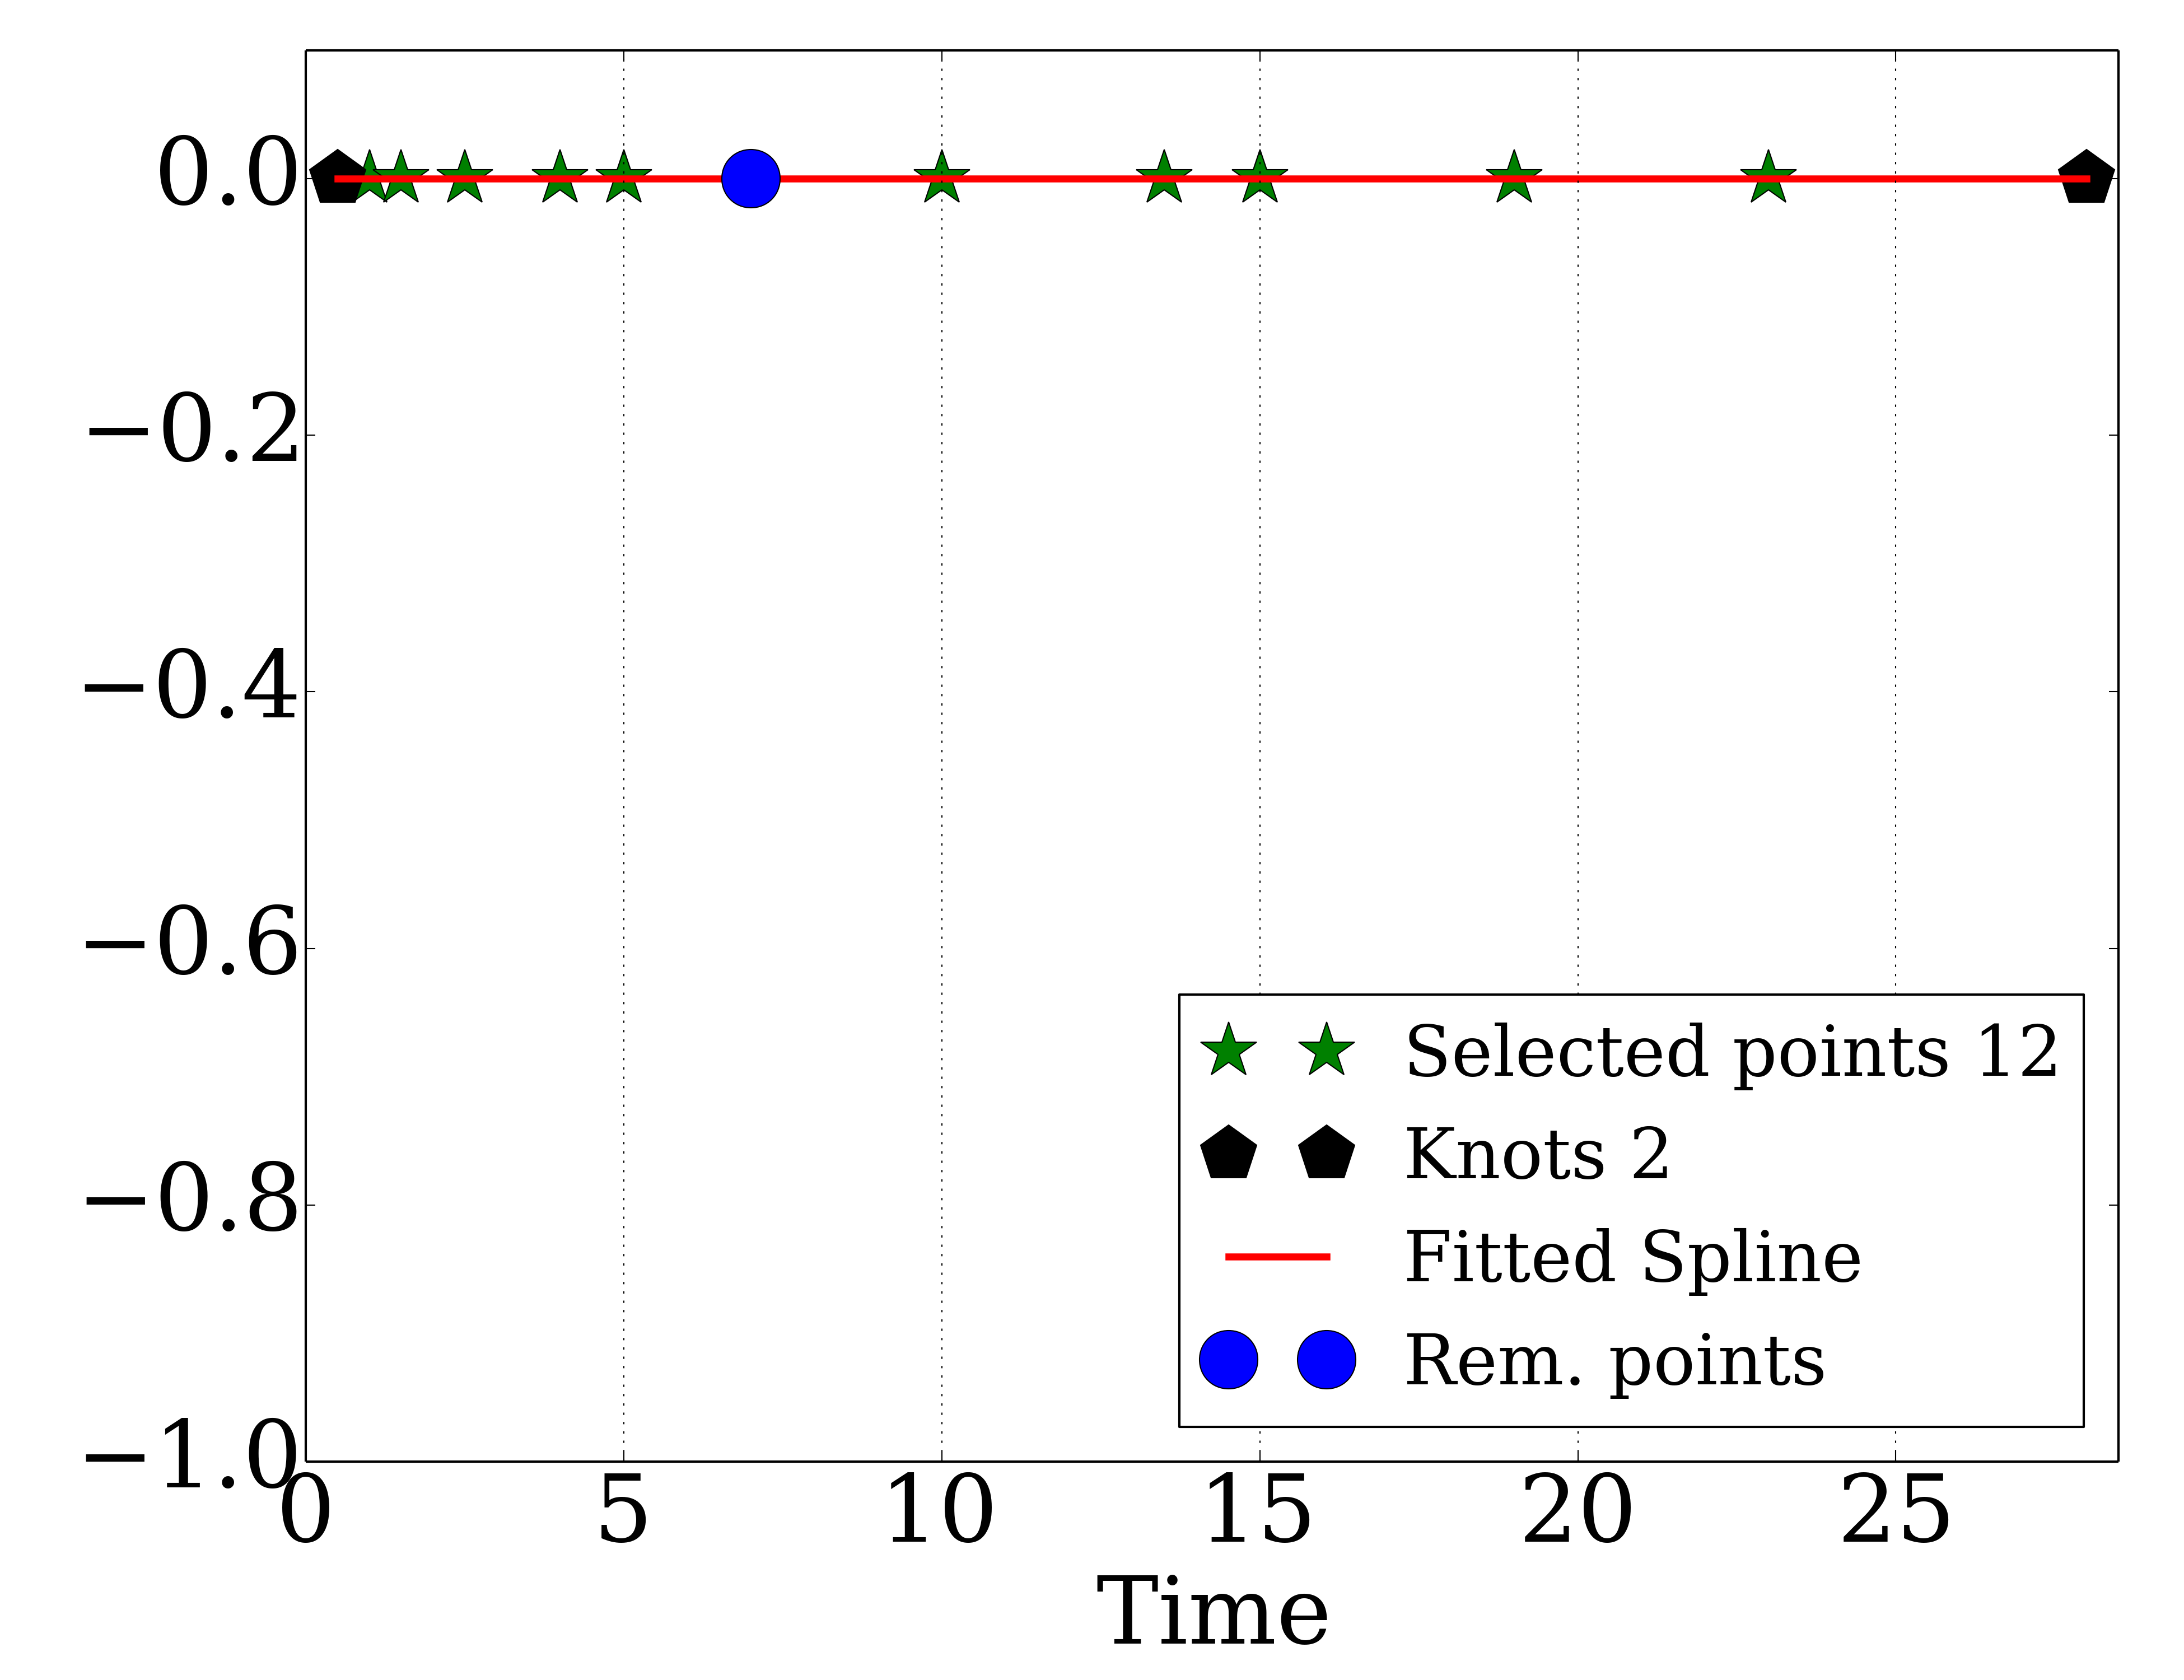 0.0
−0.2
−0.4
−0.6
−0.8
−1.0
0 5 10 15 20 25
Time
Selected points 12
Knots 2
Fitted Spline
Rem. points